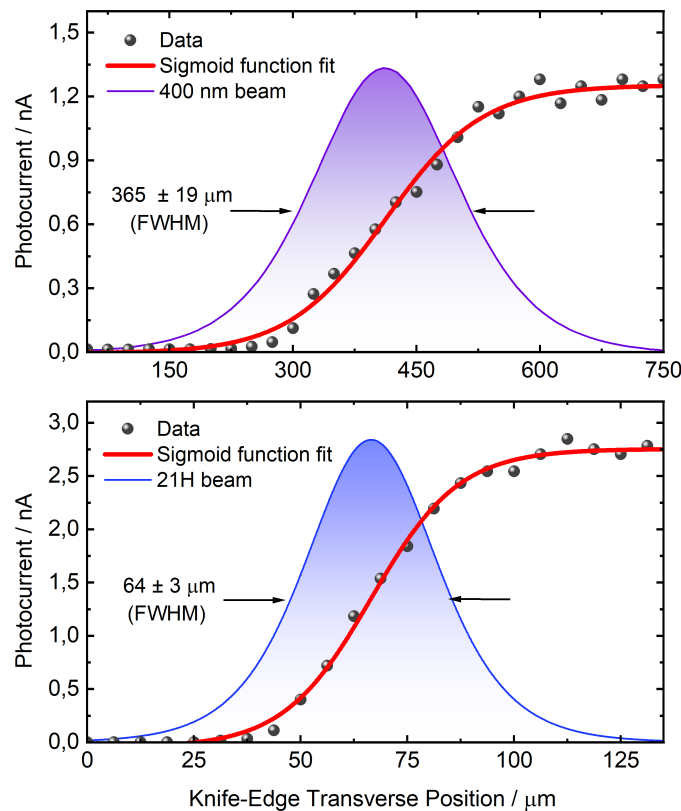 1,5
1,2
0,9
0,6
0,3
0,0
Photocurrent / nA
Data
Sigmoid function fit
400 nm beam
365 ± 19 μm
(FWHM)
150 300 450 600 750
3,0
2,5
2,0
1,5
1,0
0,5
0,0
Photocurrent / nA
Data
Sigmoid function fit
21H beam
64 ± 3 μm
(FWHM)
0 25 50 75 100 125
Knife-Edge Transverse Position / μm